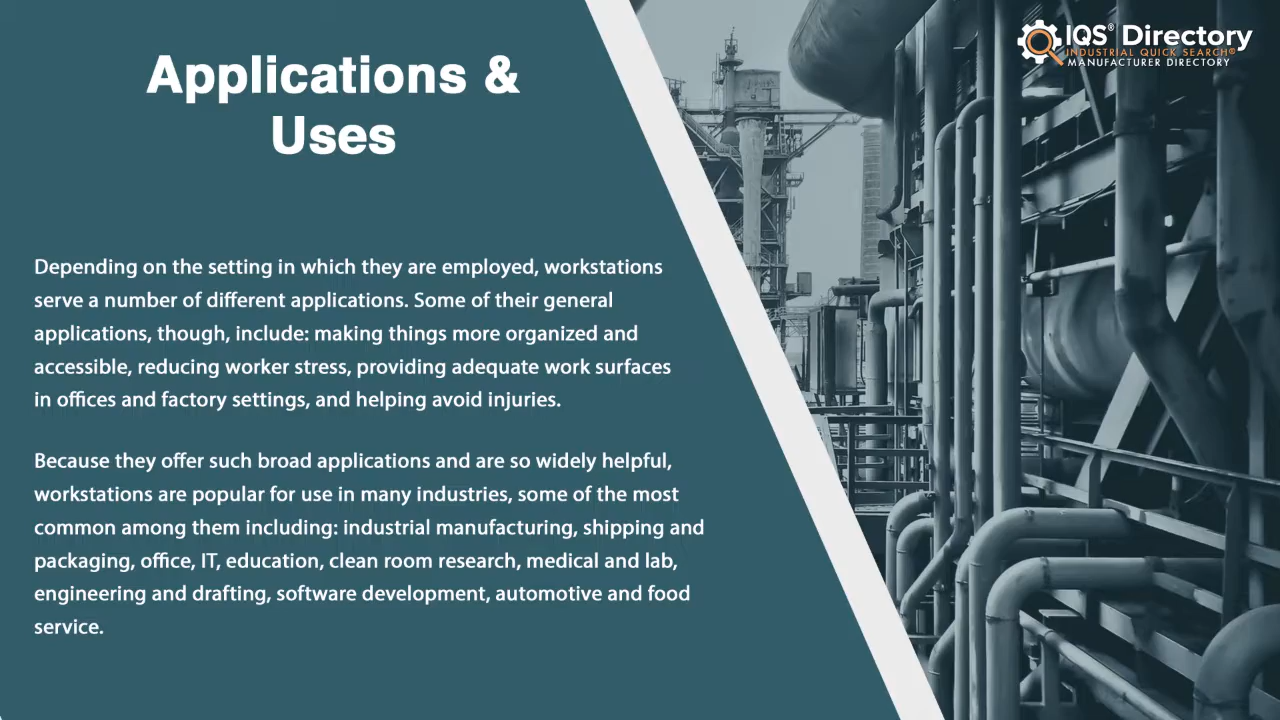 Applications &
Uses
IQS® Directory
INDUSTRIAL QUICK SEARCH®
MANUFACTURER DIRECTORY
Depending on the setting in which they are employed, workstations
serve a number of different applications. Some of their general
applications, though, include: making things more organized and
accessible, reducing worker stress, providing adequate work surfaces
in offices and factory settings, and helping avoid injuries.
Because they offer such broad applications and are so widely helpful,
workstations are popular for use in many industries, some of the most
common among them including: industrial manufacturing, shipping and
packaging, office, IT, education, clean room research, medical and lab,
engineering and drafting, software development, automotive and food
service.